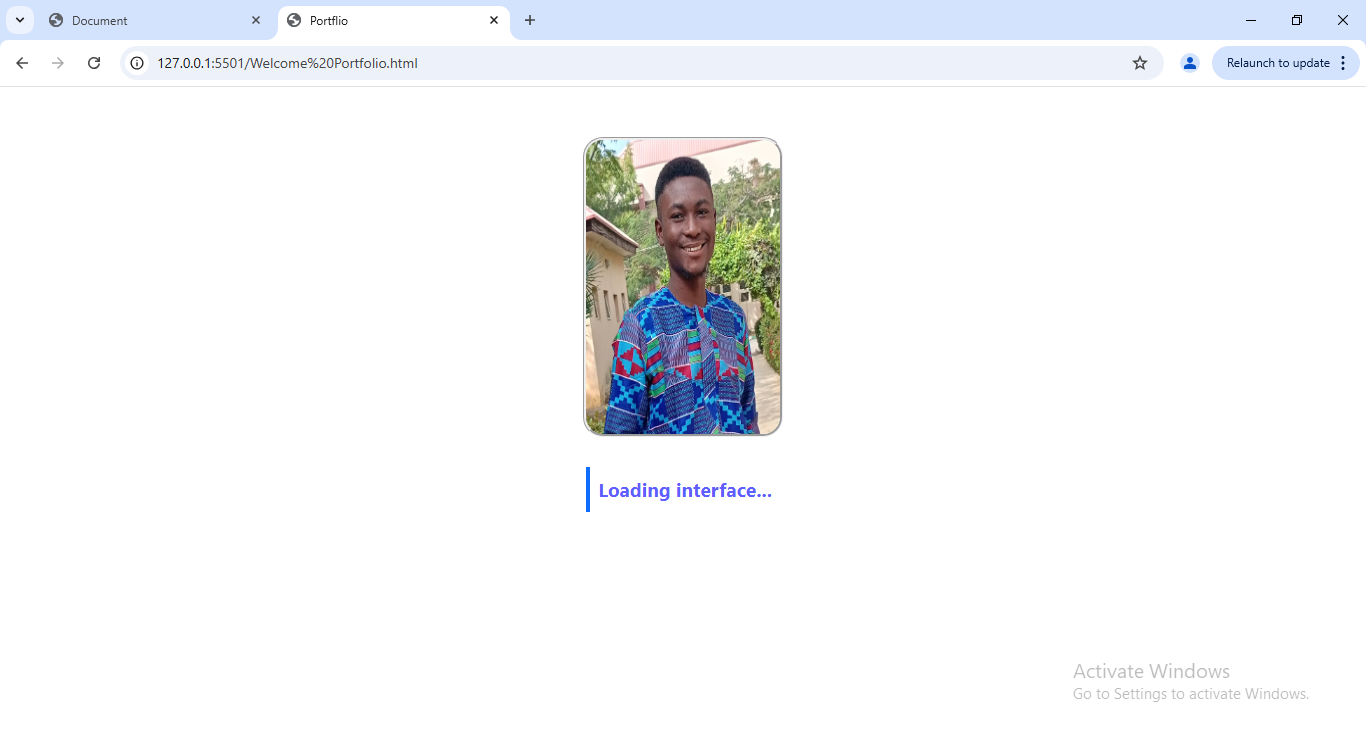 Document
Portflio
127.0.0.1:5501/Welcome%20Portfolio.html
Relaunch to update
Loading interface...
Activate Windows
Go to Settings to activate Windows.